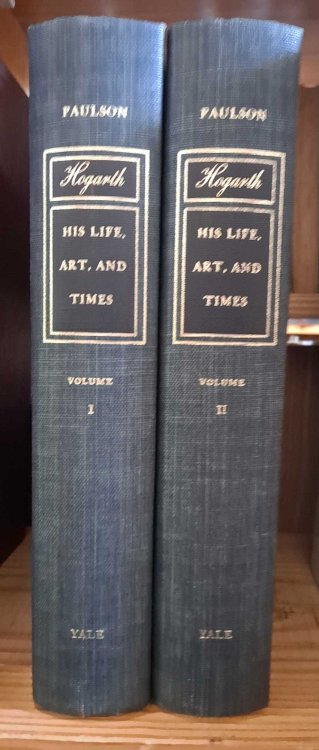 PAULSON
Hogarth
HIS LIFE,
ART, AND
TIMES
VOLUME
I
YALE
PAULSON
Hogarth
HIS LIFE,
ART, AND
TIMES
VOLUME
II
YALE